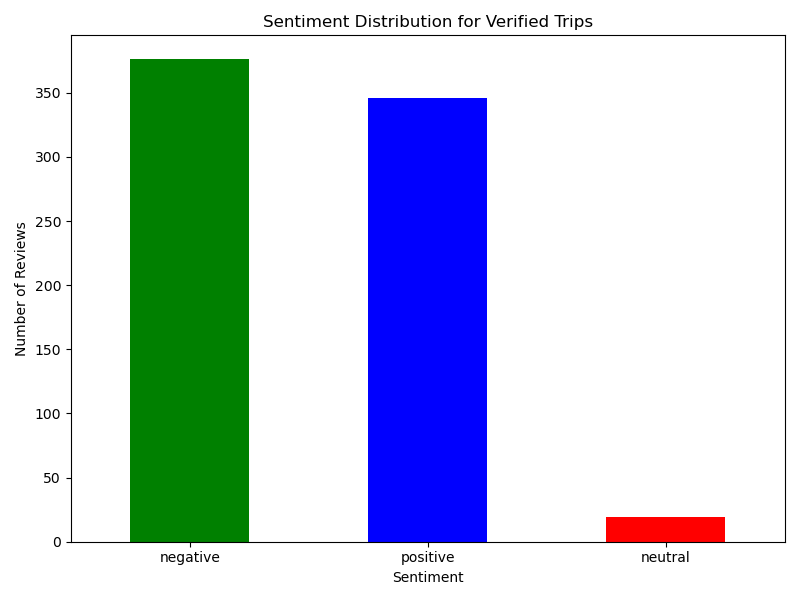 Sentiment Distribution for Verified Trips
350
300
250
200
150
100
50
0
Number of Reviews
negative positive neutral
Sentiment